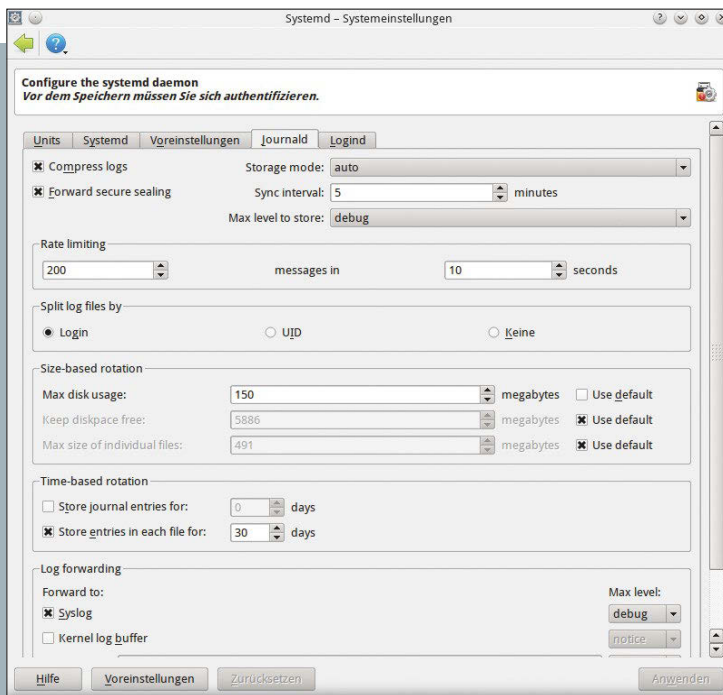 Systemd – Systemeinstellungen
Configure the systemd daemon
Vor dem Speichern müssen Sie sich authentifizieren.
Units Systemd Voreinstellungen Journald Logind
Compress logs Storage mode: auto
Forward secure sealing Sync interval: 5 minutes
Max level to store: debug
Rate limiting
200 messages in 10 seconds
Split log files by
Login UID Keine
Size-based rotation
Max disk usage: 150 megabytes Use default
Keep diskpace free: 5886 megabytes Use default
Max size of individual files: 491 megabytes Use default
Time-based rotation
Store journal entries for: 0 days
Store entries in each file for: 30 days
Log forwarding
Forward to: Max level:
Syslog debug
Kernel log buffer notice
Hilfe Voreinstellungen Zurücksetzen Anwenden